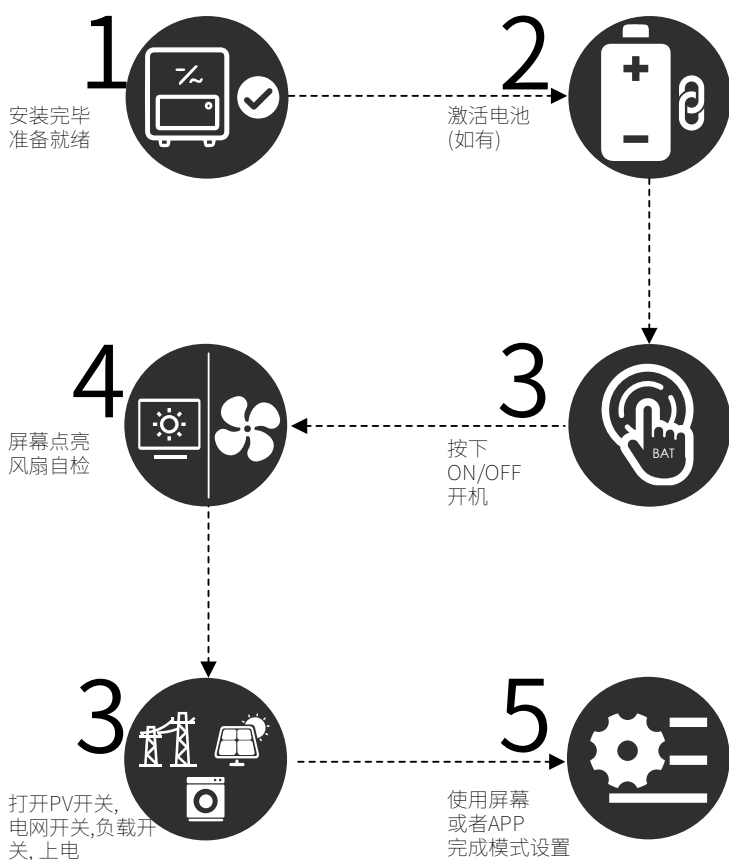 1
安装完毕
准备就绪
2
激活电池
(如有)
3
按下
ON/OFF
开机
BAT
4
屏幕点亮
风扇自检
3
打开PV开关,
电网开关,负载开
关, 上电
5
使用屏幕
或者APP
完成模式设置